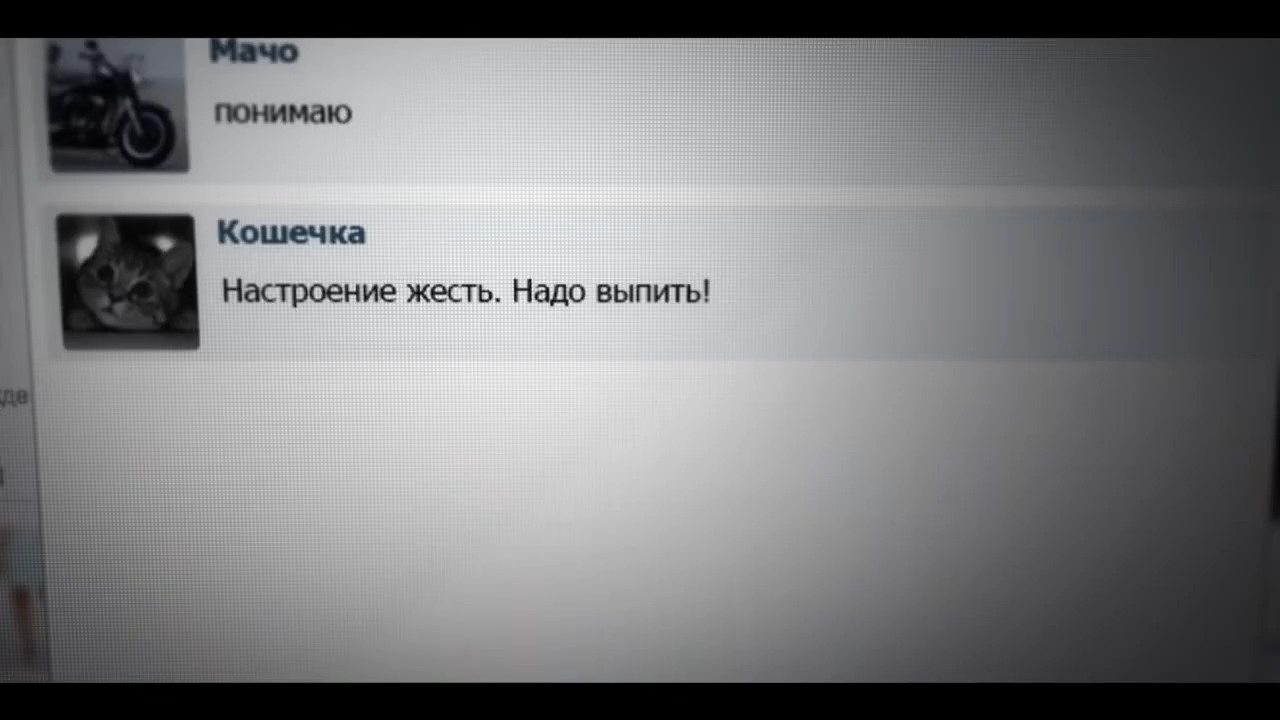 Мачо
понимаю
Кошечка
Настроение жесть. Надо выпить!